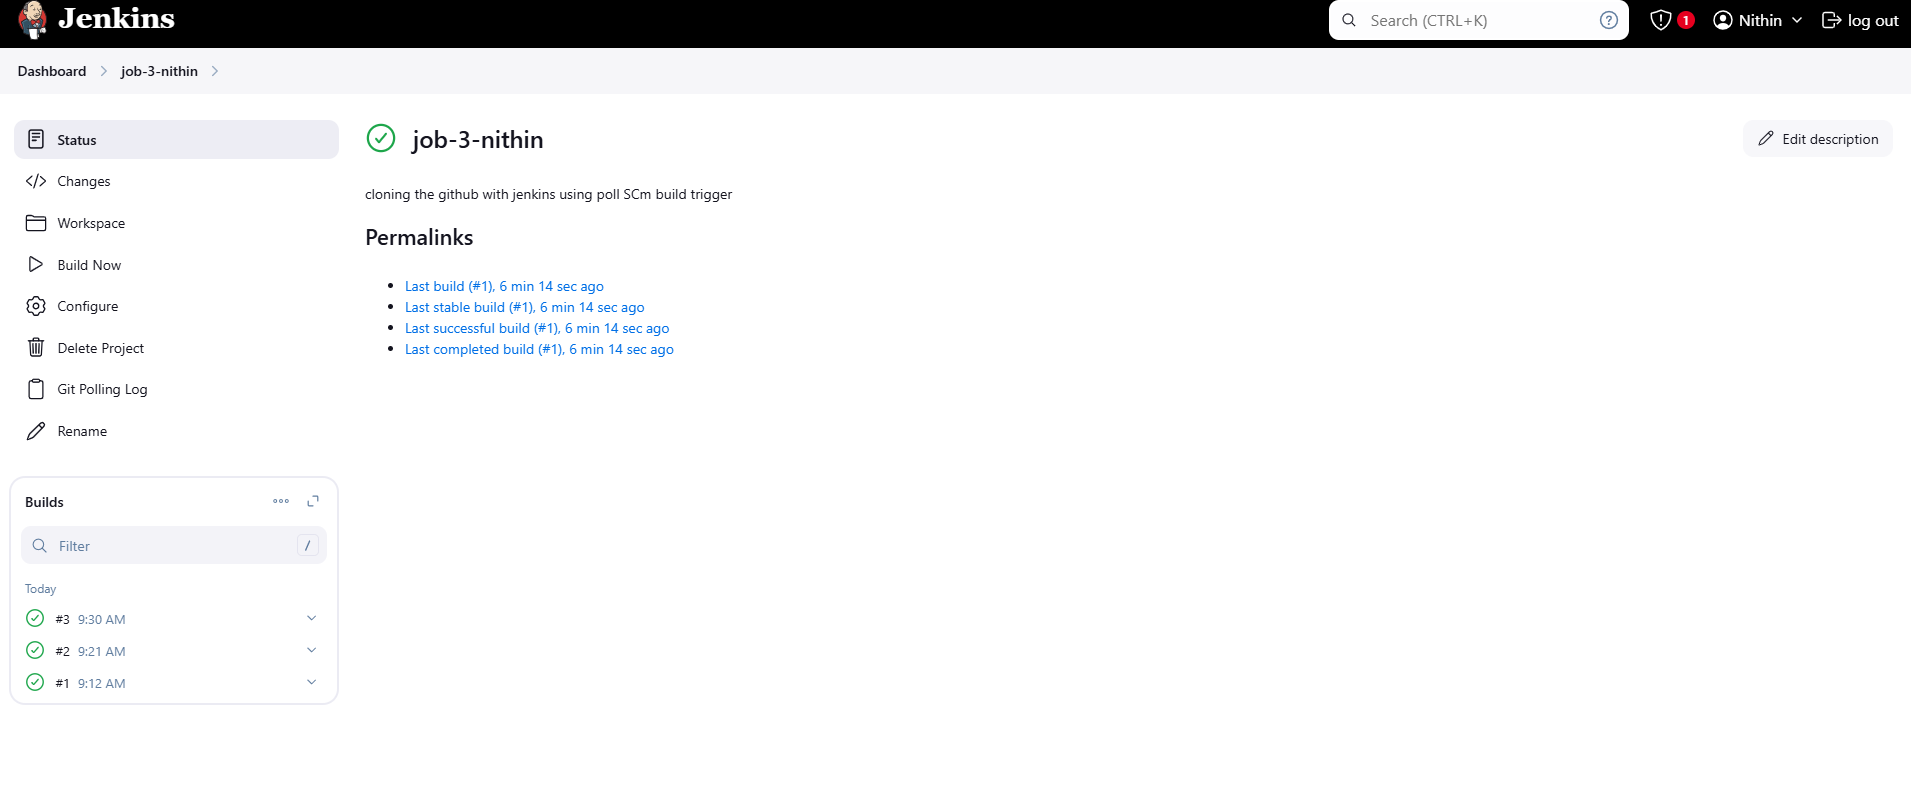 Jenkins
Search (CTRL+K)
?
1
Nithin
log out
Dashboard
job-3-nithin
Status
Changes
Workspace
Build Now
Configure
Delete Project
Git Polling Log
Rename
Builds
Filter
/
Today
#3 9:30 AM
#2 9:21 AM
#1 9:12 AM
job-3-nithin
Edit description
cloning the github with jenkins using poll SCm build trigger
Permalinks
Last build (#1), 6 min 14 sec ago
Last stable build (#1), 6 min 14 sec ago
Last successful build (#1), 6 min 14 sec ago
Last completed build (#1), 6 min 14 sec ago